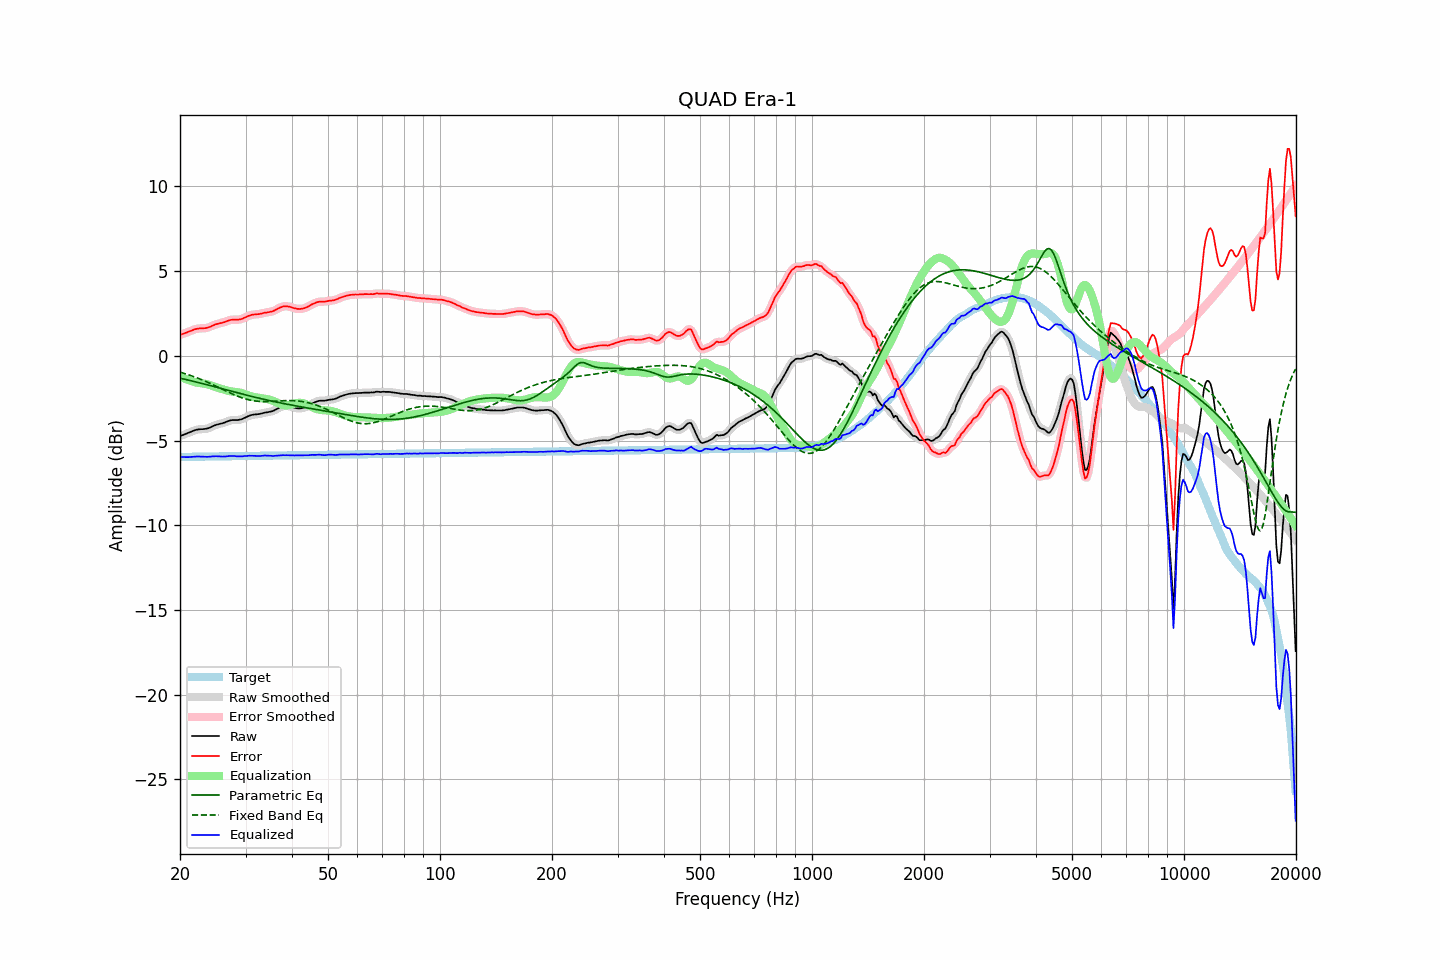 QUAD Era-1
Amplitude (dBr)
10
5
0
−5
−10
−15
−20
−25
Target
Raw Smoothed
Error Smoothed
Raw
Error
Equalization
Parametric Eq
Fixed Band Eq
Equalized
20 50 100 200 500 1000 2000 5000 10000 20000
Frequency (Hz)